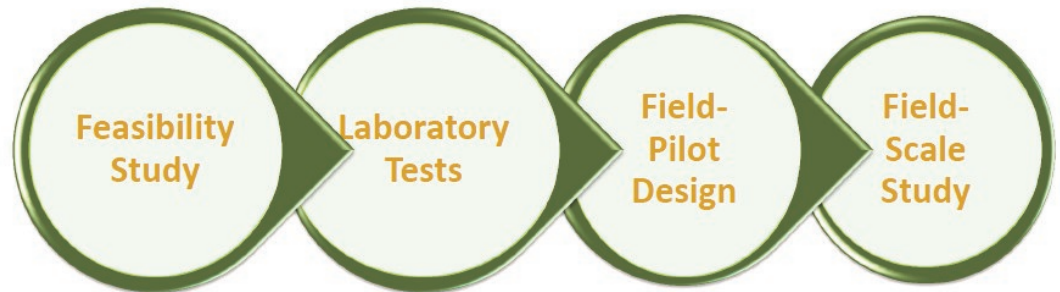 Feasibility
Study
Laboratory
Tests
Field-
Pilot
Design
Field-
Scale
Study